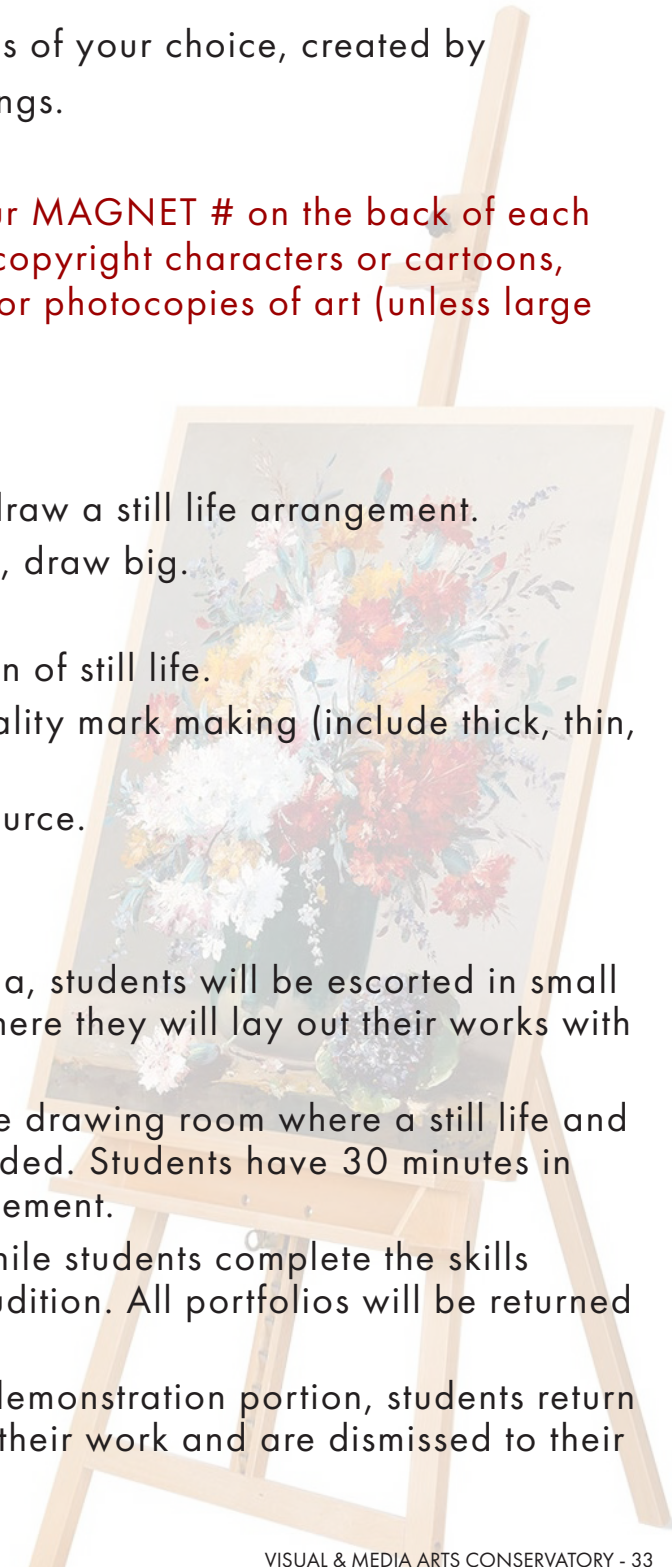 s of your choice, created by
ngs.
ur MAGNET # on the back of each
copyright characters or cartoons,
or photocopies of art (unless large
draw a still life arrangement.
, draw big.
n of still life.
ality mark making (include thick, thin,
urce.
a, students will be escorted in small
here they will lay out their works with
e drawing room where a still life and
ded. Students have 30 minutes in
ement.
hile students complete the skills
udition. All portfolios will be returned
demonstration portion, students return
their work and are dismissed to their
VISUAL & MEDIA ARTS CONSERVATORY - 33